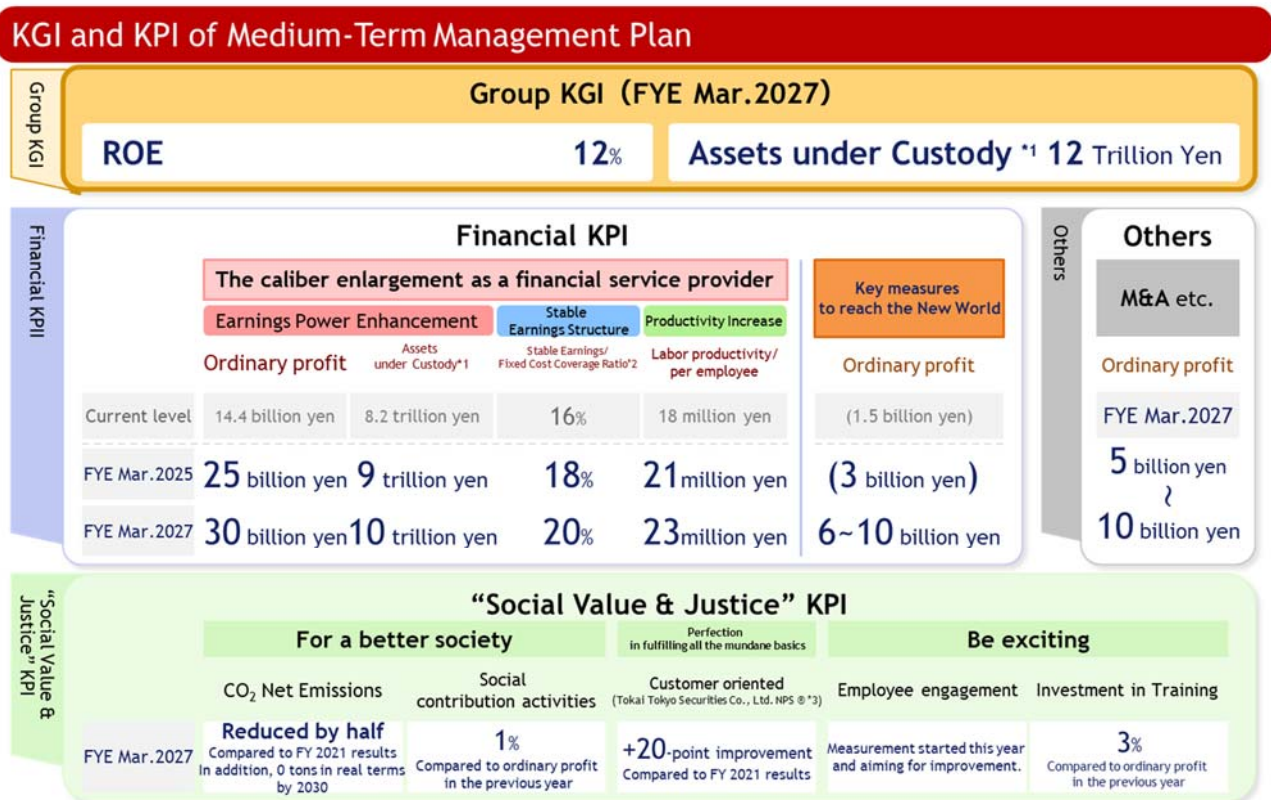 KGI and KPI of Medium-Term Management Plan
Group KGI
Group KGI (FYE Mar.2027)
ROE 12%
Assets under Custody *1 12 Trillion Yen
Financial KPII
Financial KPI
The caliber enlargement as a financial service provider
Key measures
to reach the New World
Earnings Power Enhancement
Stable
Earnings Structure
Productivity Increase
Ordinary profit
Assets
under Custody*1
Stable Earnings/
Fixed Cost Coverage Ratio*2
Labor productivity/
per employee
Ordinary profit
Current level 14.4 billion yen 8.2 trillion yen 16% 18 million yen (1.5 billion yen)
FYE Mar.2025 25 billion yen 9 trillion yen 18% 21 million yen (3 billion yen)
FYE Mar.2027 30 billion yen 10 trillion yen 20% 23 million yen 6~10 billion yen
Others
Others
M&A etc.
Ordinary profit
FYE Mar.2027
5 billion yen
~
10 billion yen
“Social Value &
Justice” KPI
“Social Value & Justice” KPI
For a better society
Perfection
in fulfilling all the mundane basics
Be exciting
CO₂ Net Emissions
Social
contribution activities
Customer oriented
(Tokai Tokyo Securities Co., Ltd. NPS ®*3)
Employee engagement
Investment in Training
FYE Mar.2027
Reduced by half
Compared to FY 2021 results
In addition, 0 tons in real terms
by 2030
1%
Compared to ordinary profit
in the previous year
+20-point improvement
Compared to FY 2021 results
Measurement started this year
and aiming for improvement.
3%
Compared to ordinary profit
in the previous year